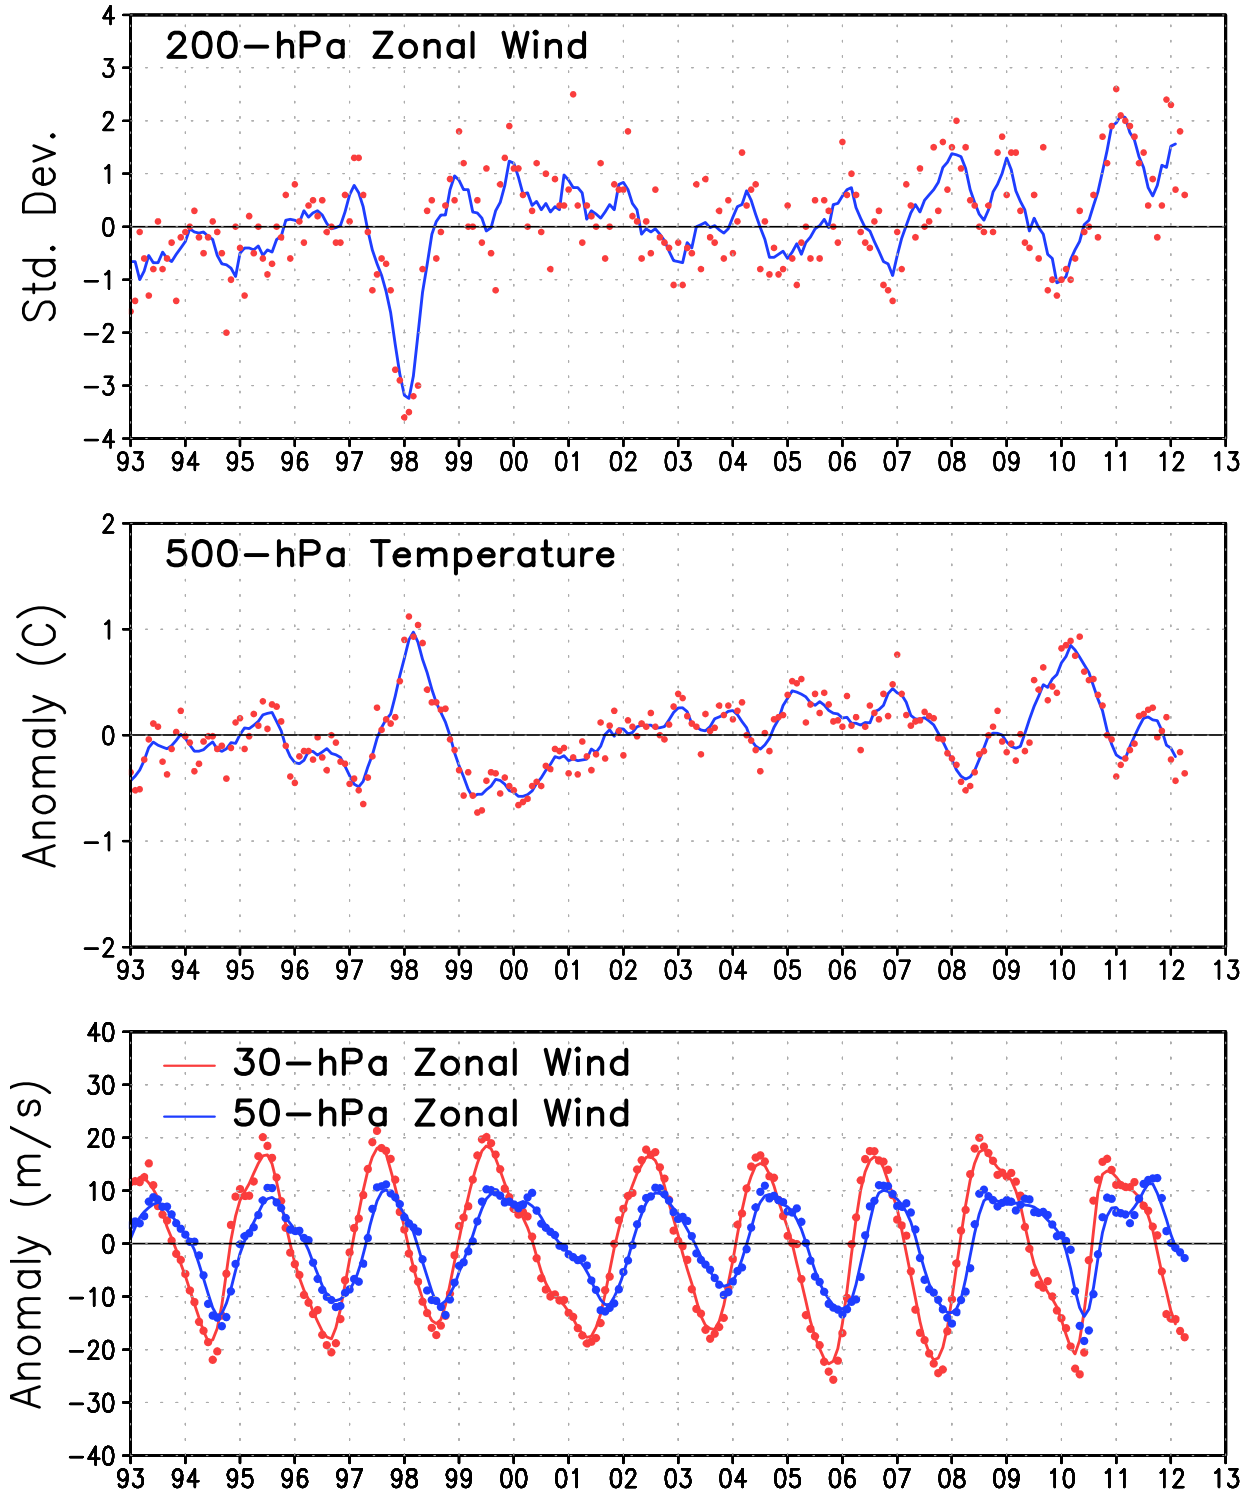 200-hPa Zonal Wind
Std. Dev.
4
3
2
1
0
-1
-2
-3
-4
93 94 95 96 97 98 99 00 01 02 03 04 05 06 07 08 09 10 11 12 13
500-hPa Temperature
Anomaly (C)
2
1
0
-1
-2
93 94 95 96 97 98 99 00 01 02 03 04 05 06 07 08 09 10 11 12 13
30-hPa Zonal Wind
50-hPa Zonal Wind
Anomaly (m/s)
40
30
20
10
0
-10
-20
-30
-40
93 94 95 96 97 98 99 00 01 02 03 04 05 06 07 08 09 10 11 12 13